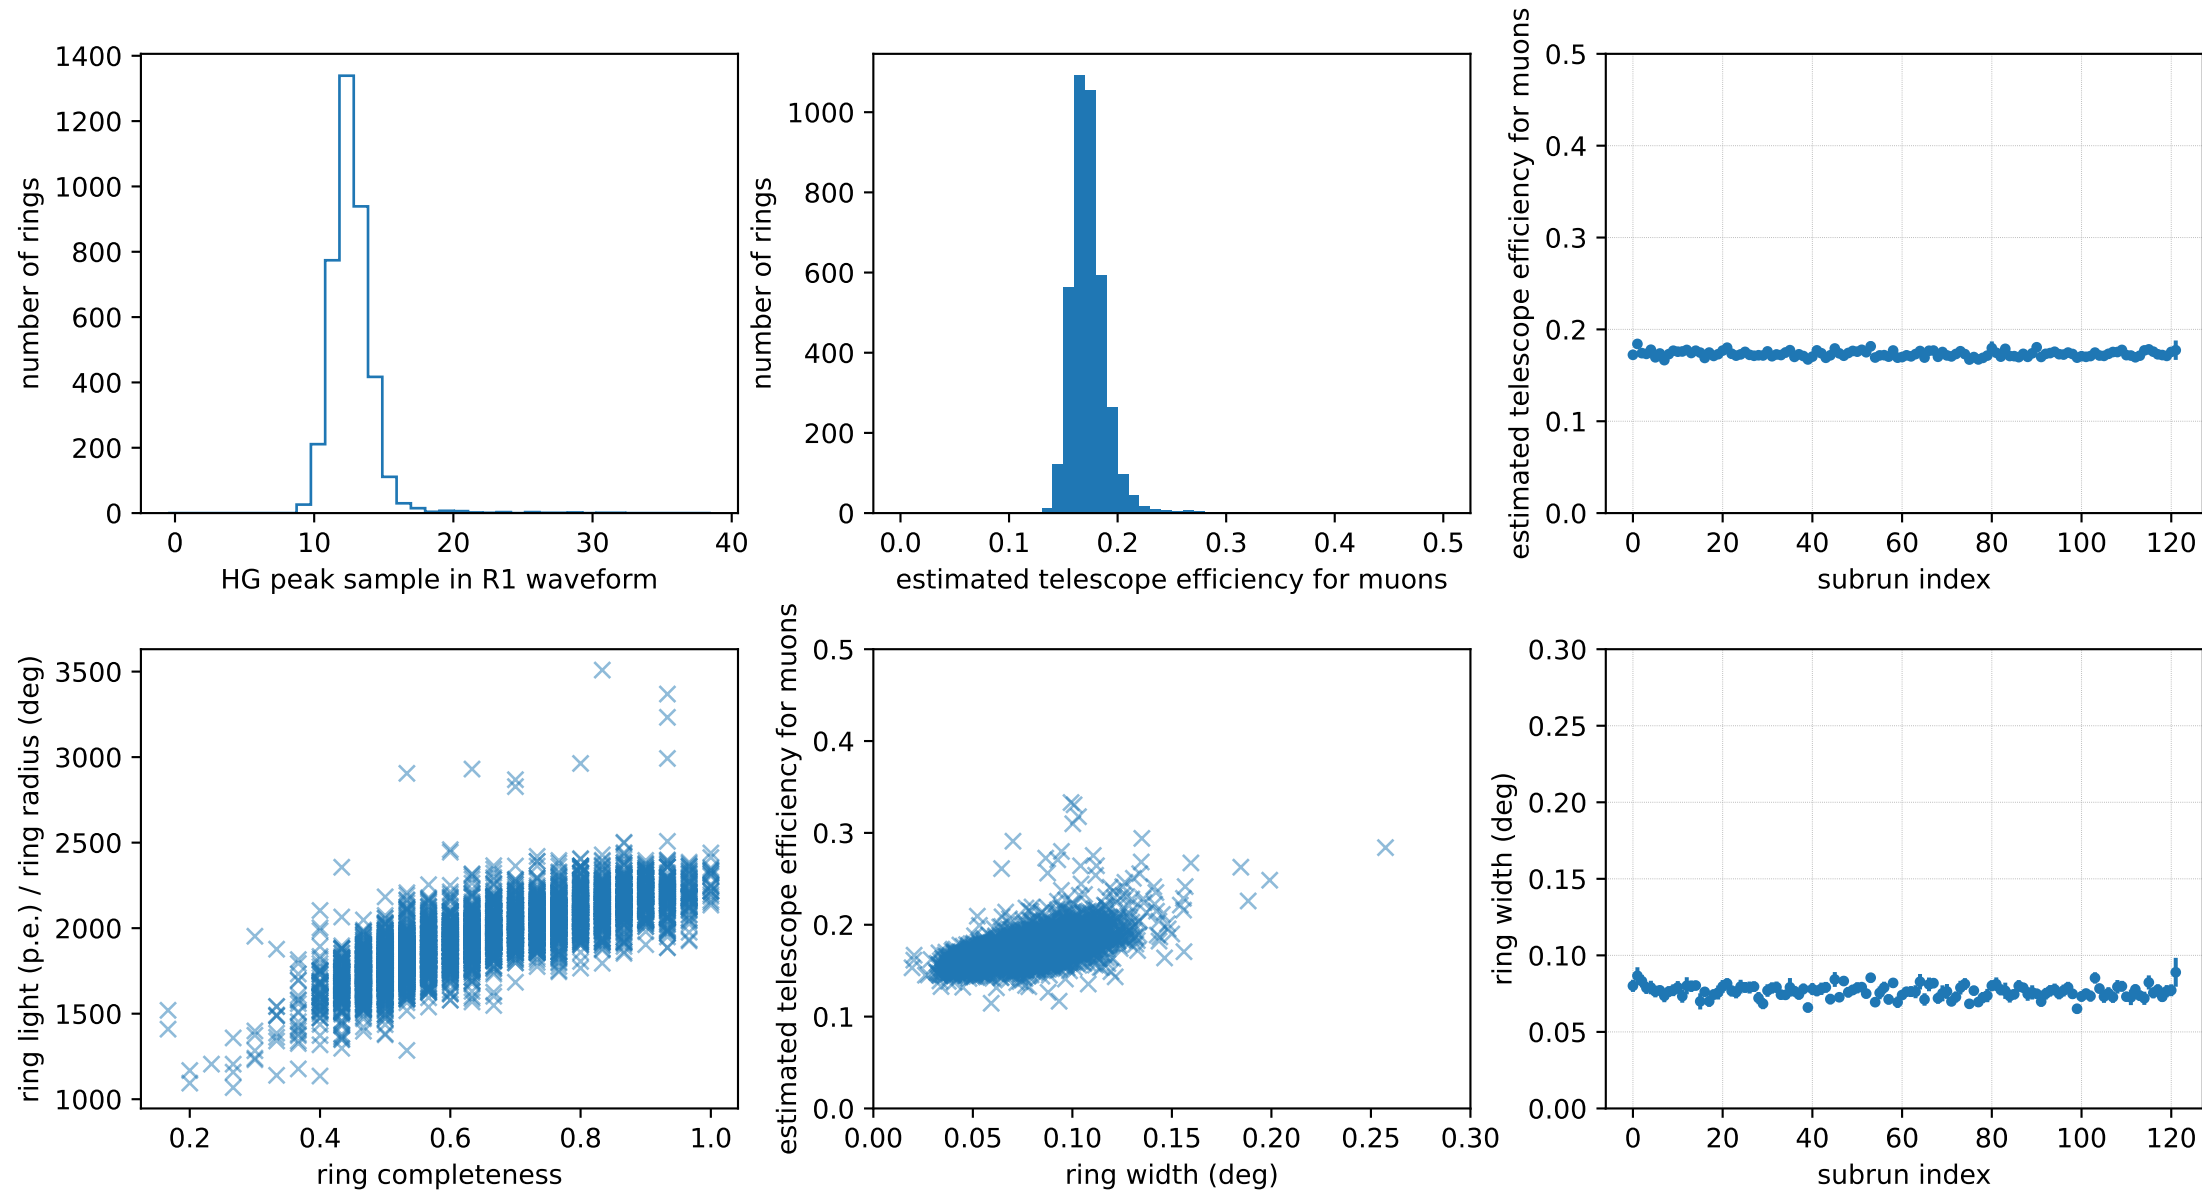 number of rings
1400
1200
1000
800
600
400
200
0
0 10 20 30 40
HG peak sample in R1 waveform
number of rings
1000
800
600
400
200
0
0.0 0.1 0.2 0.3 0.4 0.5
estimated telescope efficiency for muons
estimated telescope efficiency for muons
0.5
0.4
0.3
0.2
0.1
0.0
0 20 40 60 80 100 120
subrun index
ring light (p.e.) / ring radius (deg)
3500
3000
2500
2000
1500
1000
0.2 0.4 0.6 0.8 1.0
ring completeness
estimated telescope efficiency for muons
0.5
0.4
0.3
0.2
0.1
0.0
0.00 0.05 0.10 0.15 0.20 0.25 0.30
ring width (deg)
ring width (deg)
0.30
0.25
0.20
0.15
0.10
0.05
0.00
0 20 40 60 80 100 120
subrun index